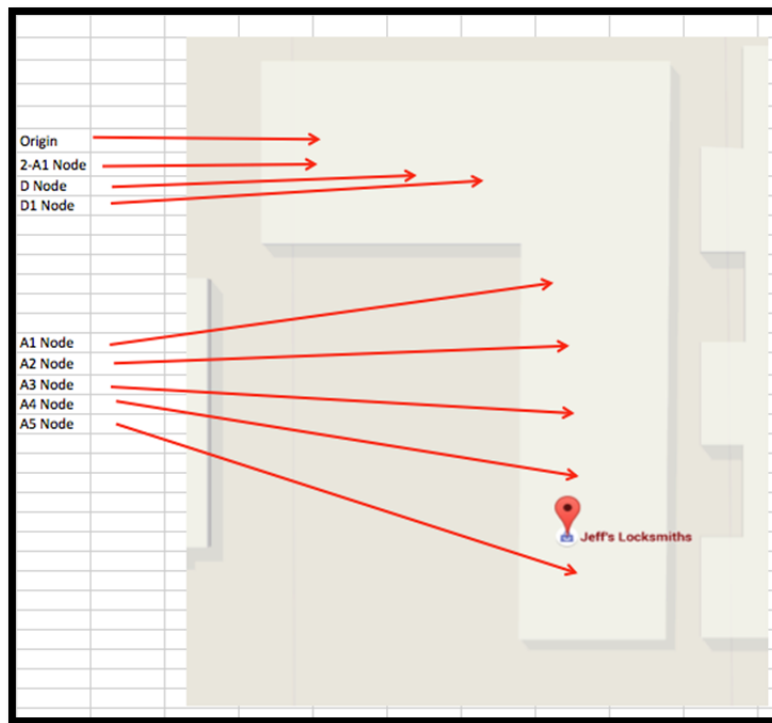 Origin
2-A1 Node
D Node
D1 Node
A1 Node
A2 Node
A3 Node
A4 Node
A5 Node
Jeff's Locksmiths